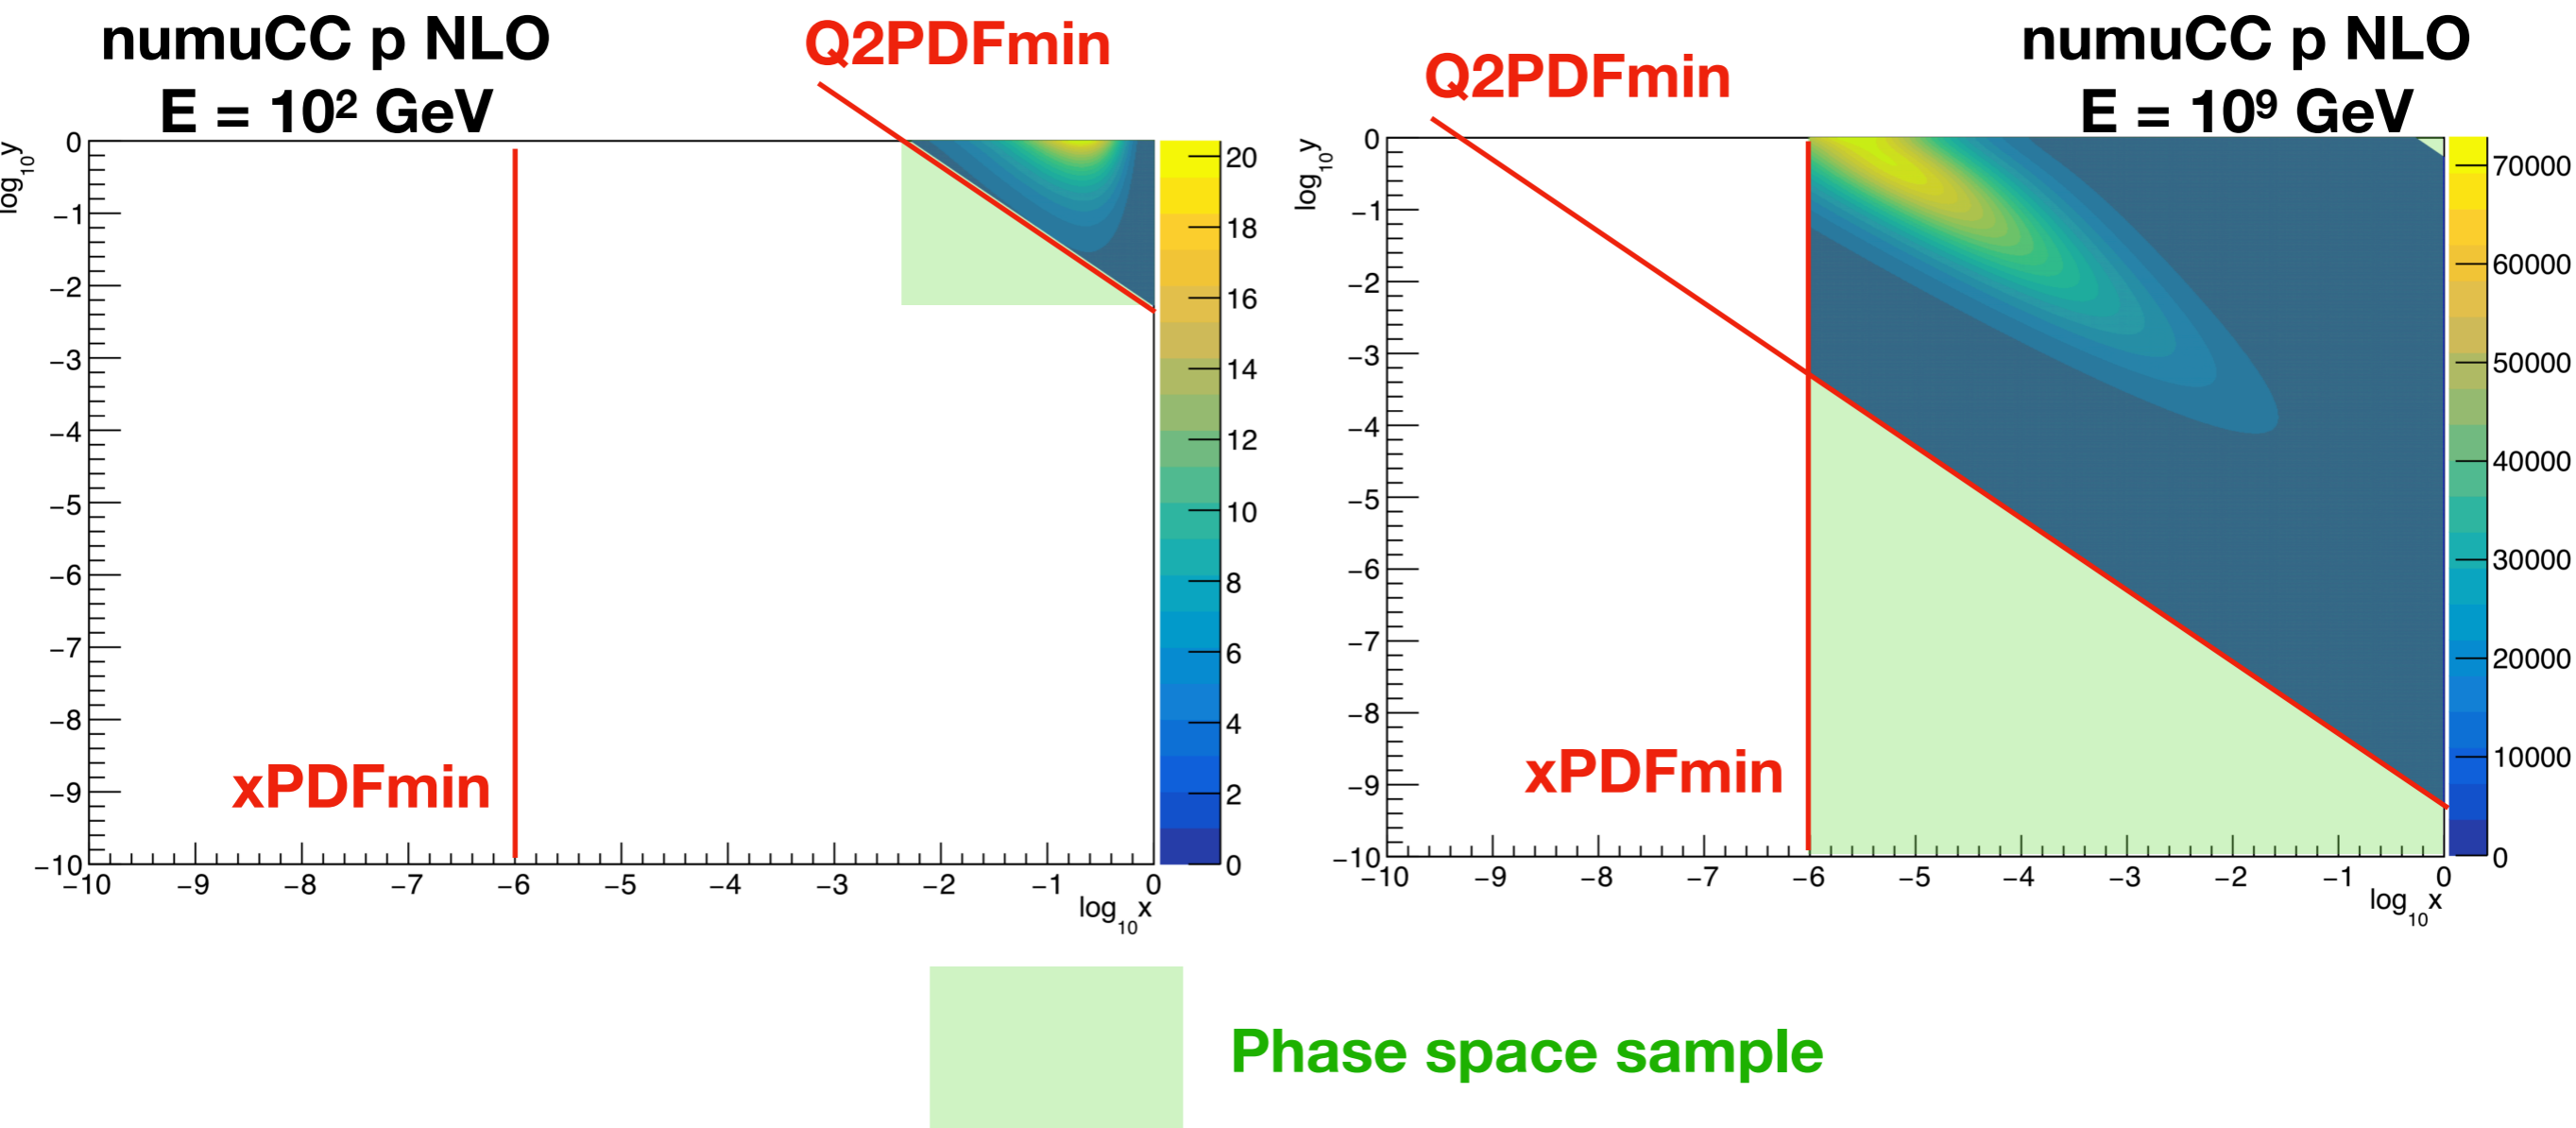 numuCC p NLO
E = 10² GeV
Q2PDFmin
log₁₀y
0
−1
−2
−3
−4
−5
−6
−7
−8
−9
−10
xPDFmin
−10 −9 −8 −7 −6 −5 −4 −3 −2 −1 0
log₁₀x
20
18
16
14
12
10
8
6
4
2
0
numuCC p NLO
E = 10⁹ GeV
Q2PDFmin
log₁₀y
0
−1
−2
−3
−4
−5
−6
−7
−8
−9
−10
xPDFmin
−10 −9 −8 −7 −6 −5 −4 −3 −2 −1 0
log₁₀x
70000
60000
50000
40000
30000
20000
10000
0
Phase space sample